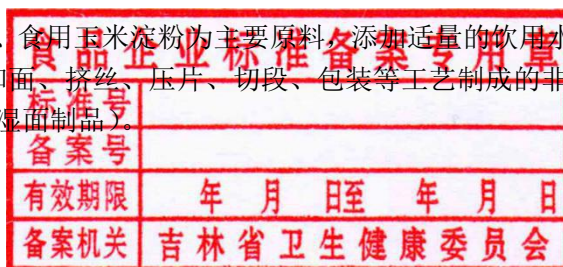 、食用玉米淀粉为主要原料，添加适量的饮用水
食品企业标准备案专用章
和面、挤丝、压片、切段、包装等工艺制成的非
标准号
湿面制品）。
备案号
有效期限 年 月 日至 年 月 日
备案机关 吉林省卫生健康委员会